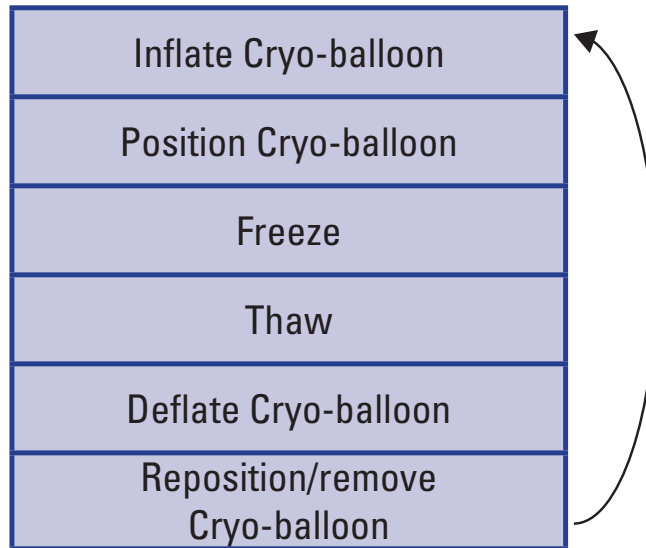 Inflate Cryo-balloon
Position Cryo-balloon
Freeze
Thaw
Deflate Cryo-balloon
Reposition/remove
Cryo-balloon